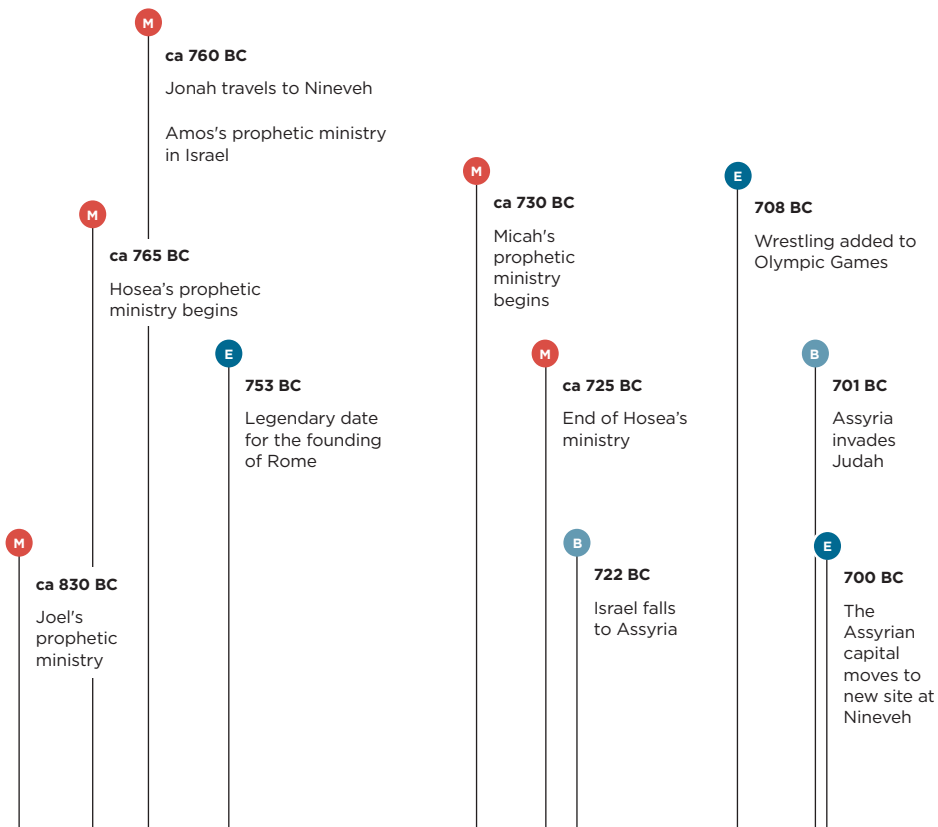 M
ca 760 BC
Jonah travels to Nineveh
Amos's prophetic ministry
in Israel
M
ca 765 BC
Hosea’s prophetic
ministry begins
E
753 BC
Legendary date
for the founding
of Rome
M
ca 830 BC
Joel's
prophetic
ministry
M
ca 730 BC
Micah's
prophetic
ministry
begins
M
ca 725 BC
End of Hosea’s
ministry
B
722 BC
Israel falls
to Assyria
E
708 BC
Wrestling added to
Olympic Games
B
701 BC
Assyria
invades
Judah
E
700 BC
The
Assyrian
capital
moves to
new site at
Nineveh